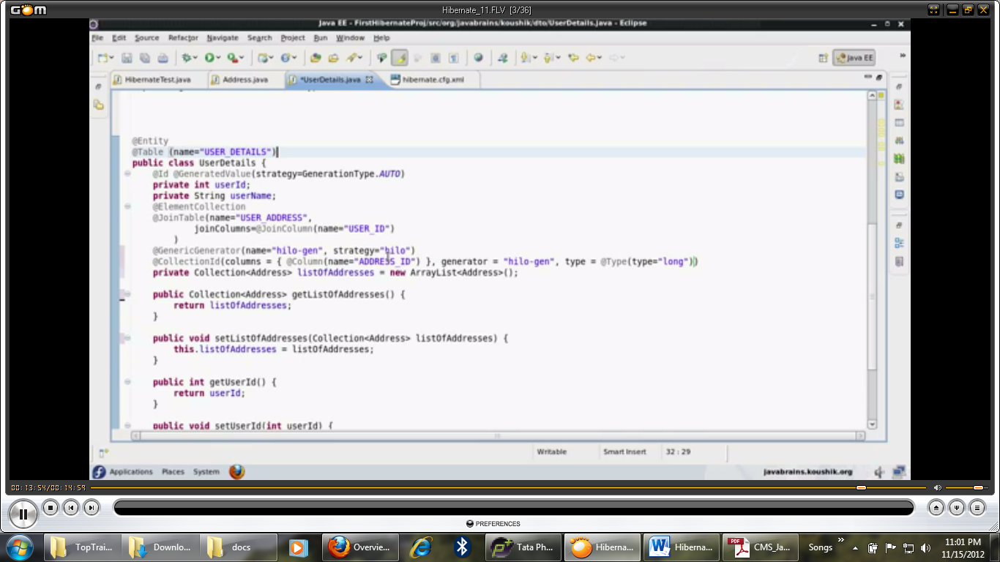 GOM
Hibernate_11.FLV [3/36]
Java EE - FirstHibernateProj/src/org/javabrains/koushik/dto/UserDetails.java - Eclipse
File Edit Source Refactor Navigate Search Project Run Window Help
Java EE
HibernateTest.java Address.java *UserDetails.java hibernate.cfg.xml
@Entity
@Table (name="USER_DETAILS")
public class UserDetails {
@Id @GeneratedValue(strategy=GenerationType.AUTO)
private int userId;
private String userName;
@ElementCollection
@JoinTable(name="USER_ADDRESS",
joinColumns=@JoinColumn(name="USER_ID")
)
@GenericGenerator(name="hilo-gen", strategy="hilo")
@CollectionId(columns = { @Column(name="ADDRESS_ID") }, generator = "hilo-gen", type = @Type(type="long"))
private Collection<Address> listOfAddresses = new ArrayList<Address>();
public Collection<Address> getListOfAddresses() {
return listOfAddresses;
}
public void setListOfAddresses(Collection<Address> listOfAddresses) {
this.listOfAddresses = listOfAddresses;
}
public int getUserId() {
return userId;
}
public void setUserId(int userId) {
Writable Smart Insert 32 : 29
Applications Places System javabrains.koushik.org
00:13:54/00:14:59
PREFERENCES
TopTrai... Downlo... docs Overvie... Tata Ph... Hiberna... Hiberna... CMS_Ja... Songs 11:01 PM
11/15/2012